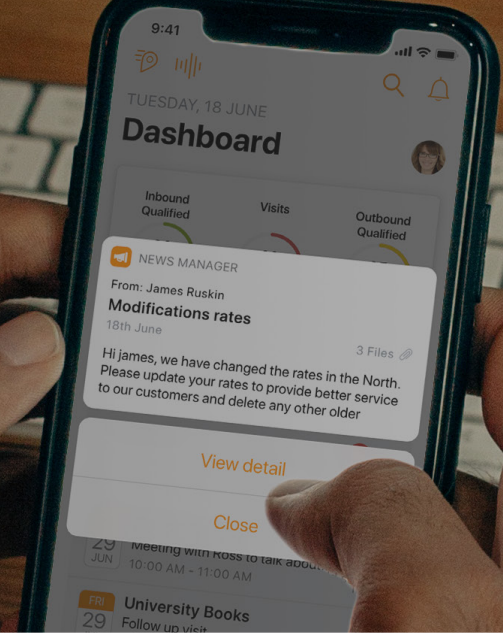 9:41
TUESDAY, 18 JUNE
Dashboard
Inbound
Qualified
Visits
Outbound
Qualified
NEWS MANAGER
From: James Ruskin
Modifications rates
18th June
3 Files
Hi james, we have changed the rates in the North.
Please update your rates to provide better service
to our customers and delete any other older
View detail
Close
29
JUN
Meeting with Ross to talk about
10:00 AM - 11:00 AM
FRI
29
University Books
Follow up visit